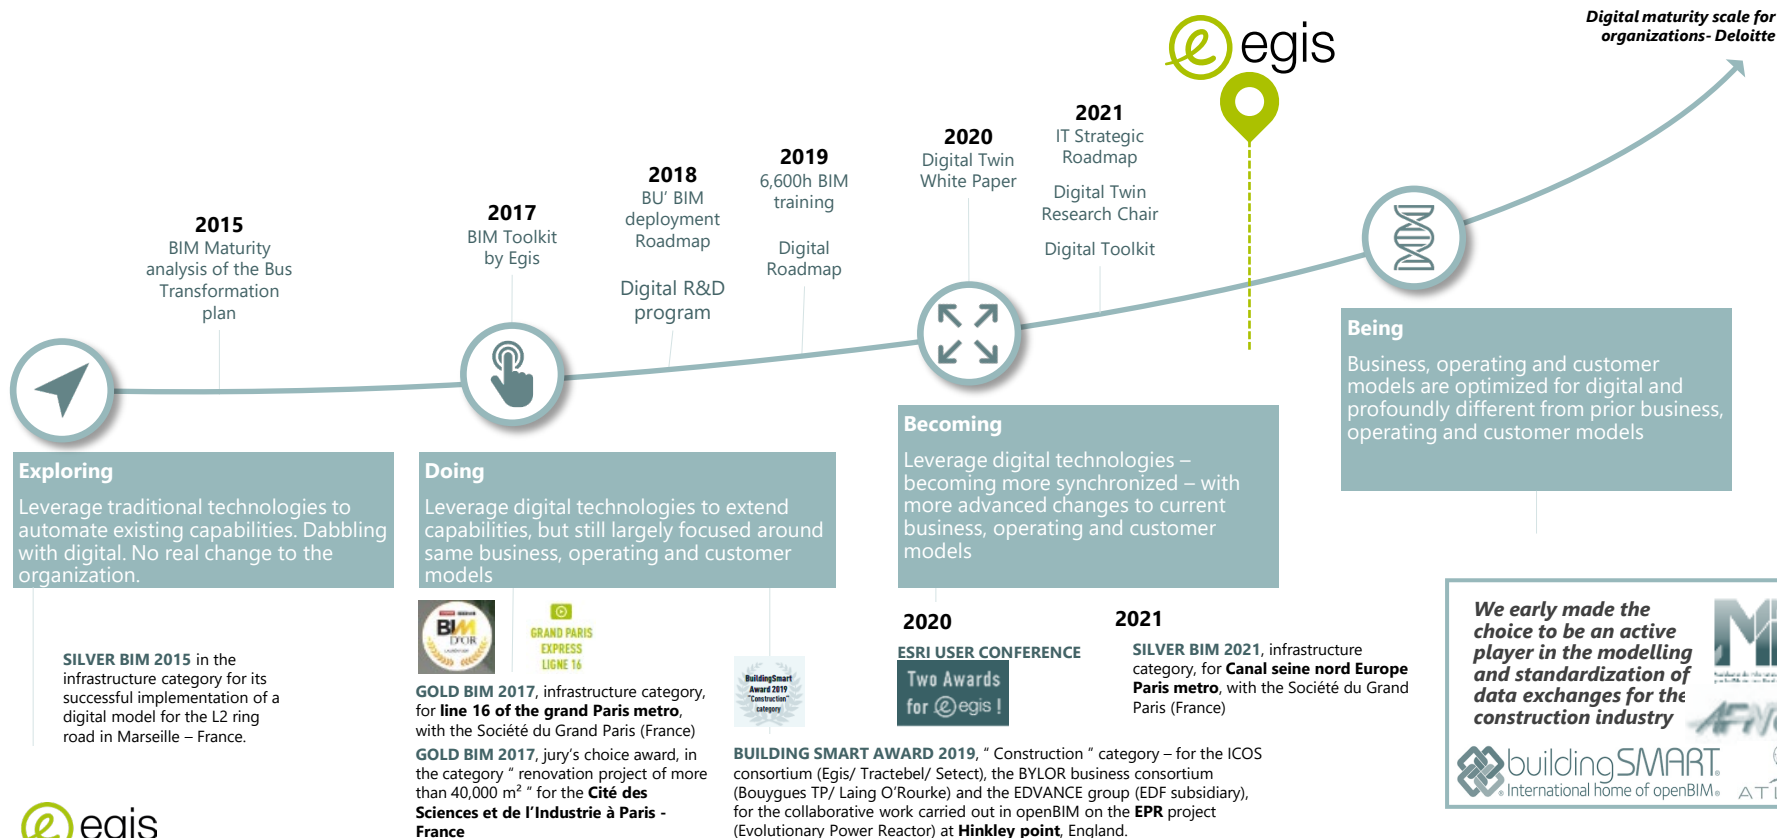 Digital maturity scale for
organizations- Deloitte
egis
2015
BIM Maturity
analysis of the Bus
Transformation
plan
2017
BIM Toolkit
by Egis
2018
BU' BIM
deployment
Roadmap
Digital R&D
program
2019
6,600h BIM
training
Digital
Roadmap
2020
Digital Twin
White Paper
2021
IT Strategic
Roadmap
Digital Twin
Research Chair
Digital Toolkit
Exploring
Leverage traditional technologies to
automate existing capabilities. Dabbling
with digital. No real change to the
organization.
Doing
Leverage digital technologies to extend
capabilities, but still largely focused around
same business, operating and customer
models
Becoming
Leverage digital technologies –
becoming more synchronized – with
more advanced changes to current
business, operating and customer
models
Being
Business, operating and customer
models are optimized for digital and
profoundly different from prior business,
operating and customer models
SILVER BIM 2015 in the
infrastructure category for its
successful implementation of a
digital model for the L2 ring
road in Marseille – France.
BIM
D'OR
GRAND PARIS
EXPRESS
LIGNE 16
GOLD BIM 2017, infrastructure category,
for line 16 of the grand Paris metro,
with the Société du Grand Paris (France)
GOLD BIM 2017, jury's choice award, in
the category " renovation project of more
than 40,000 m² " for the Cité des
Sciences et de l'Industrie à Paris -
France
BuildingSmart
Award 2019
"Construction"
category
BUILDING SMART AWARD 2019, " Construction " category – for the ICOS
consortium (Egis/ Tractebel/ Setect), the BYLOR business consortium
(Bouygues TP/ Laing O'Rourke) and the EDVANCE group (EDF subsidiary),
for the collaborative work carried out in openBIM on the EPR project
(Evolutionary Power Reactor) at Hinkley point, England.
2020
ESRI USER CONFERENCE
Two Awards
for egis !
2021
SILVER BIM 2021, infrastructure
category, for Canal seine nord Europe
Paris metro, with the Société du Grand
Paris (France)
We early made the
choice to be an active
player in the modelling
and standardization of
data exchanges for the
construction industry
buildingSMART.
International home of openBIM
egis